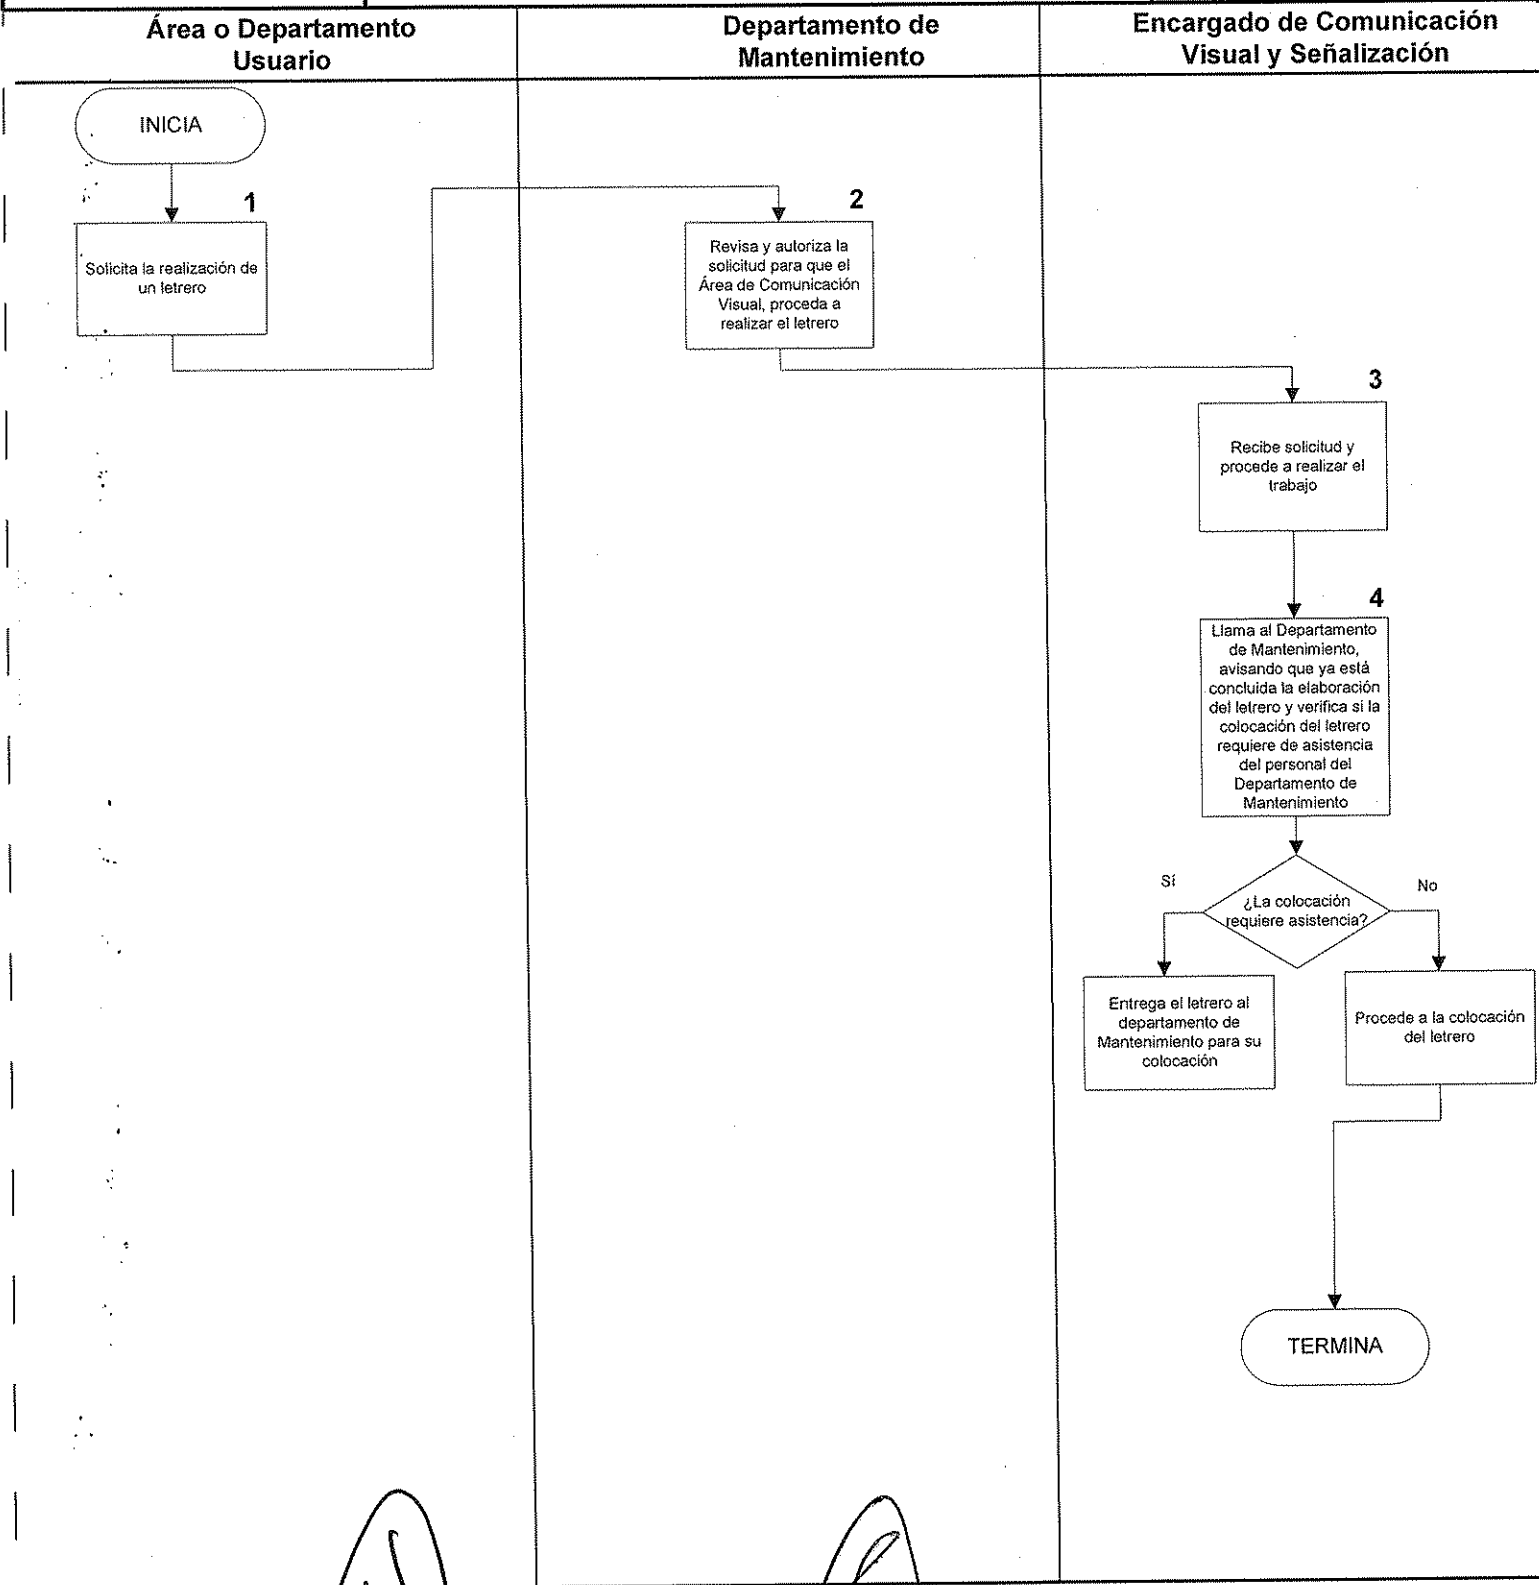 Área o Departamento
Usuario
Departamento de
Mantenimiento
Encargado de Comunicación
Visual y Señalización
INICIA
1
Solicita la realización de
un letrero
2
Revisa y autoriza la
solicitud para que el
Área de Comunicación
Visual, proceda a
realizar el letrero
3
Recibe solicitud y
procede a realizar el
trabajo
4
Llama al Departamento
de Mantenimiento,
avisando que ya está
concluida la elaboración
del letrero y verifica si la
colocación del letrero
requiere de asistencia
del personal del
Departamento de
Mantenimiento
¿La colocación
requiere asistencia?
Sí
No
Entrega el letrero al
departamento de
Mantenimiento para su
colocación
Procede a la colocación
del letrero
TERMINA